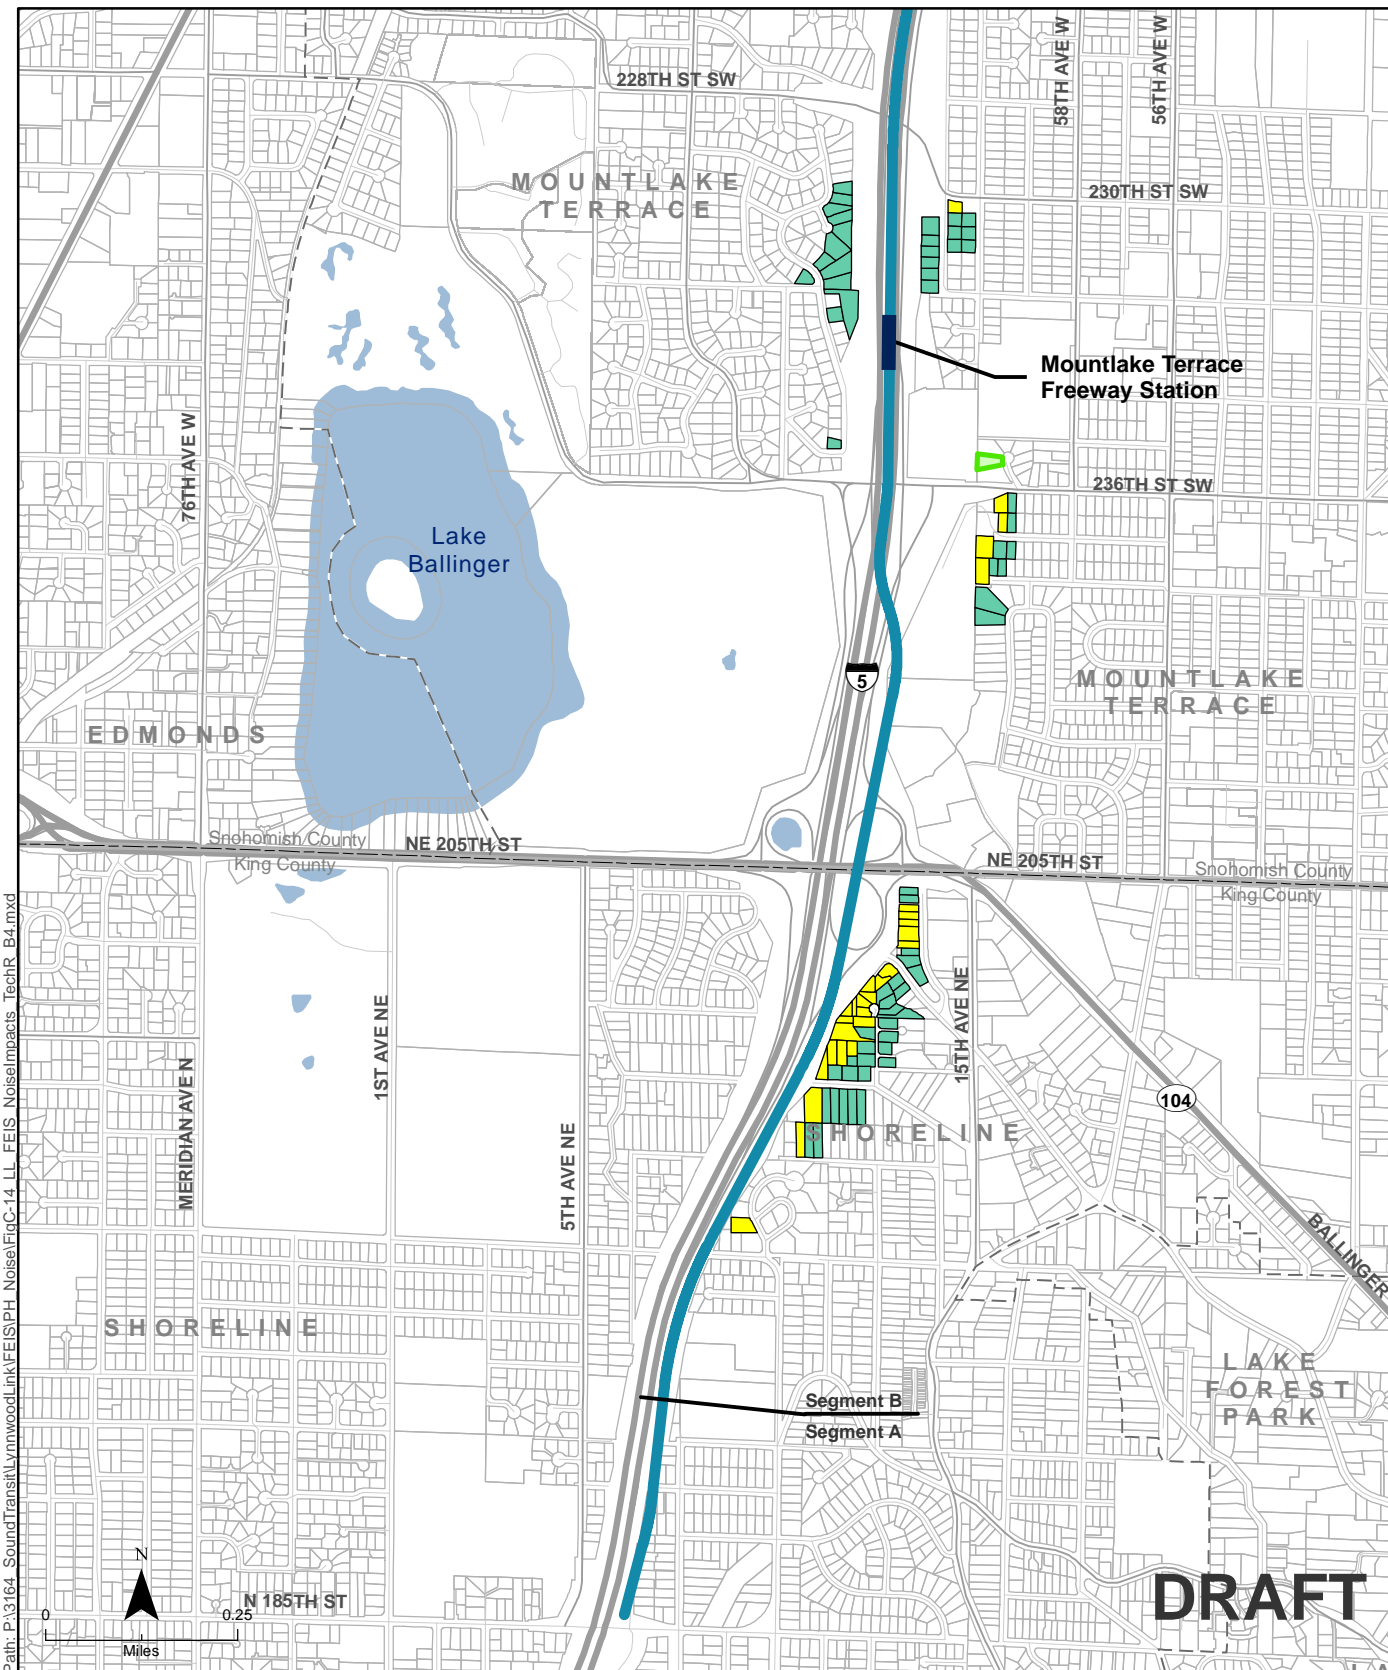 58TH AVE W
56TH AVE W
228TH ST SW
MOUNTLAKE
TERRACE
230TH ST SW
Mountlake Terrace
Freeway Station
76TH AVE W
236TH ST SW
Lake
Ballinger
5
MOUNTLAKE
TERRACE
EDMONDS
Snohomish County
King County
NE 205TH ST
NE 205TH ST
Snohomish County
King County
15TH AVE NE
1ST AVE NE
MERIDIAN AVE N
5TH AVE NE
104
SHORELINE
BALLINGER
SHORELINE
LAKE
FOREST
PARK
Segment B
Segment A
N
N 185TH ST
0
0.25
Miles
DRAFT
Path: P:\3164_SoundTransit\LynnwoodLink\FEIS\PH_Noise\FigC-14_LL_FEIS_NoiseImpacts_TechR_B4.mxd